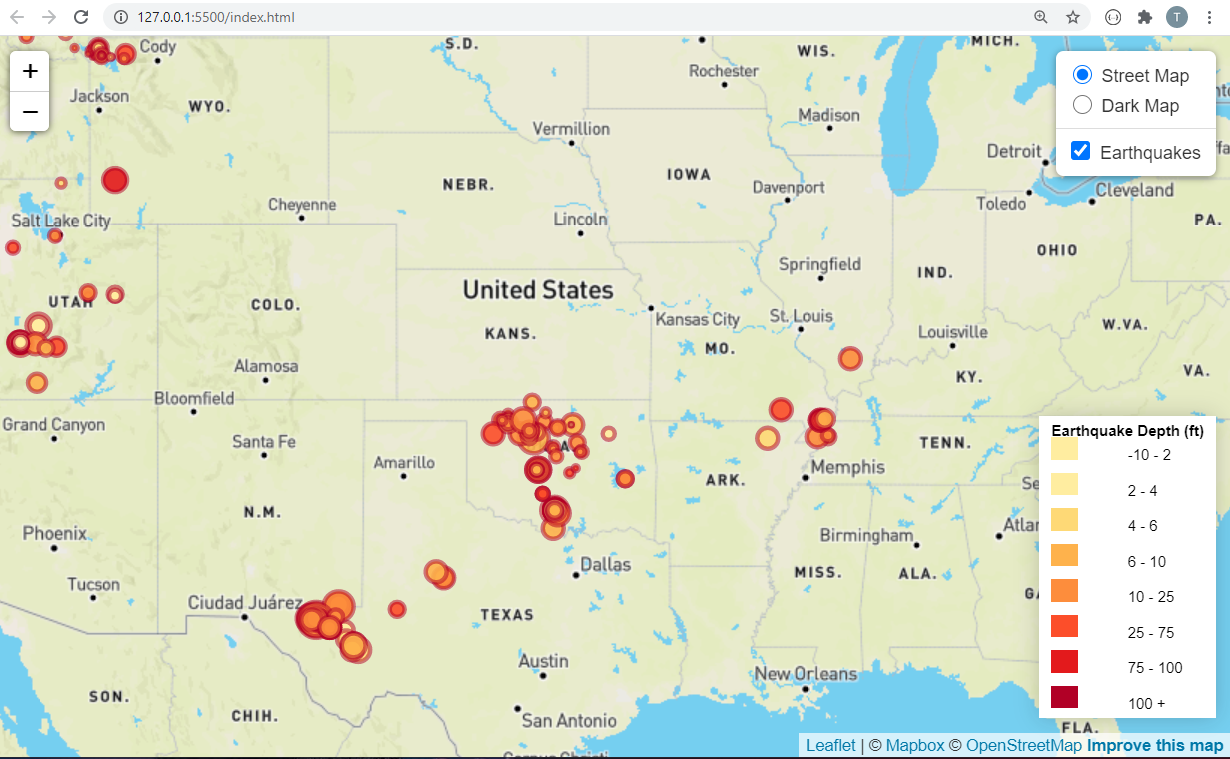 127.0.0.1:5500/index.html
T
+
−
Street Map
Dark Map
Earthquakes
S.D.
WIS.
MICH.
Cody
Rochester
Jackson
WYO.
Madison
Vermillion
Detroit
IOWA
NEBR.
Davenport
Cleveland
Cheyenne
Toledo
Salt Lake City
Lincoln
PA.
OHIO
Springfield
IND.
United States
UTAH
COLO.
St. Louis
Kansas City
W.VA.
KANS.
Louisville
MO.
Alamosa
KY.
VA.
Bloomfield
Grand Canyon
Santa Fe
TENN.
Amarillo
Memphis
ARK.
N.M.
Phoenix
Birmingham
Dallas
MISS.
ALA.
Tucson
Ciudad Juárez
TEXAS
Austin
New Orleans
SON.
CHIH.
San Antonio
FLA.
Corpus Christi
Earthquake Depth (ft)
-10 - 2
2 - 4
4 - 6
6 - 10
10 - 25
25 - 75
75 - 100
100 +
Leaflet | © Mapbox © OpenStreetMap Improve this map